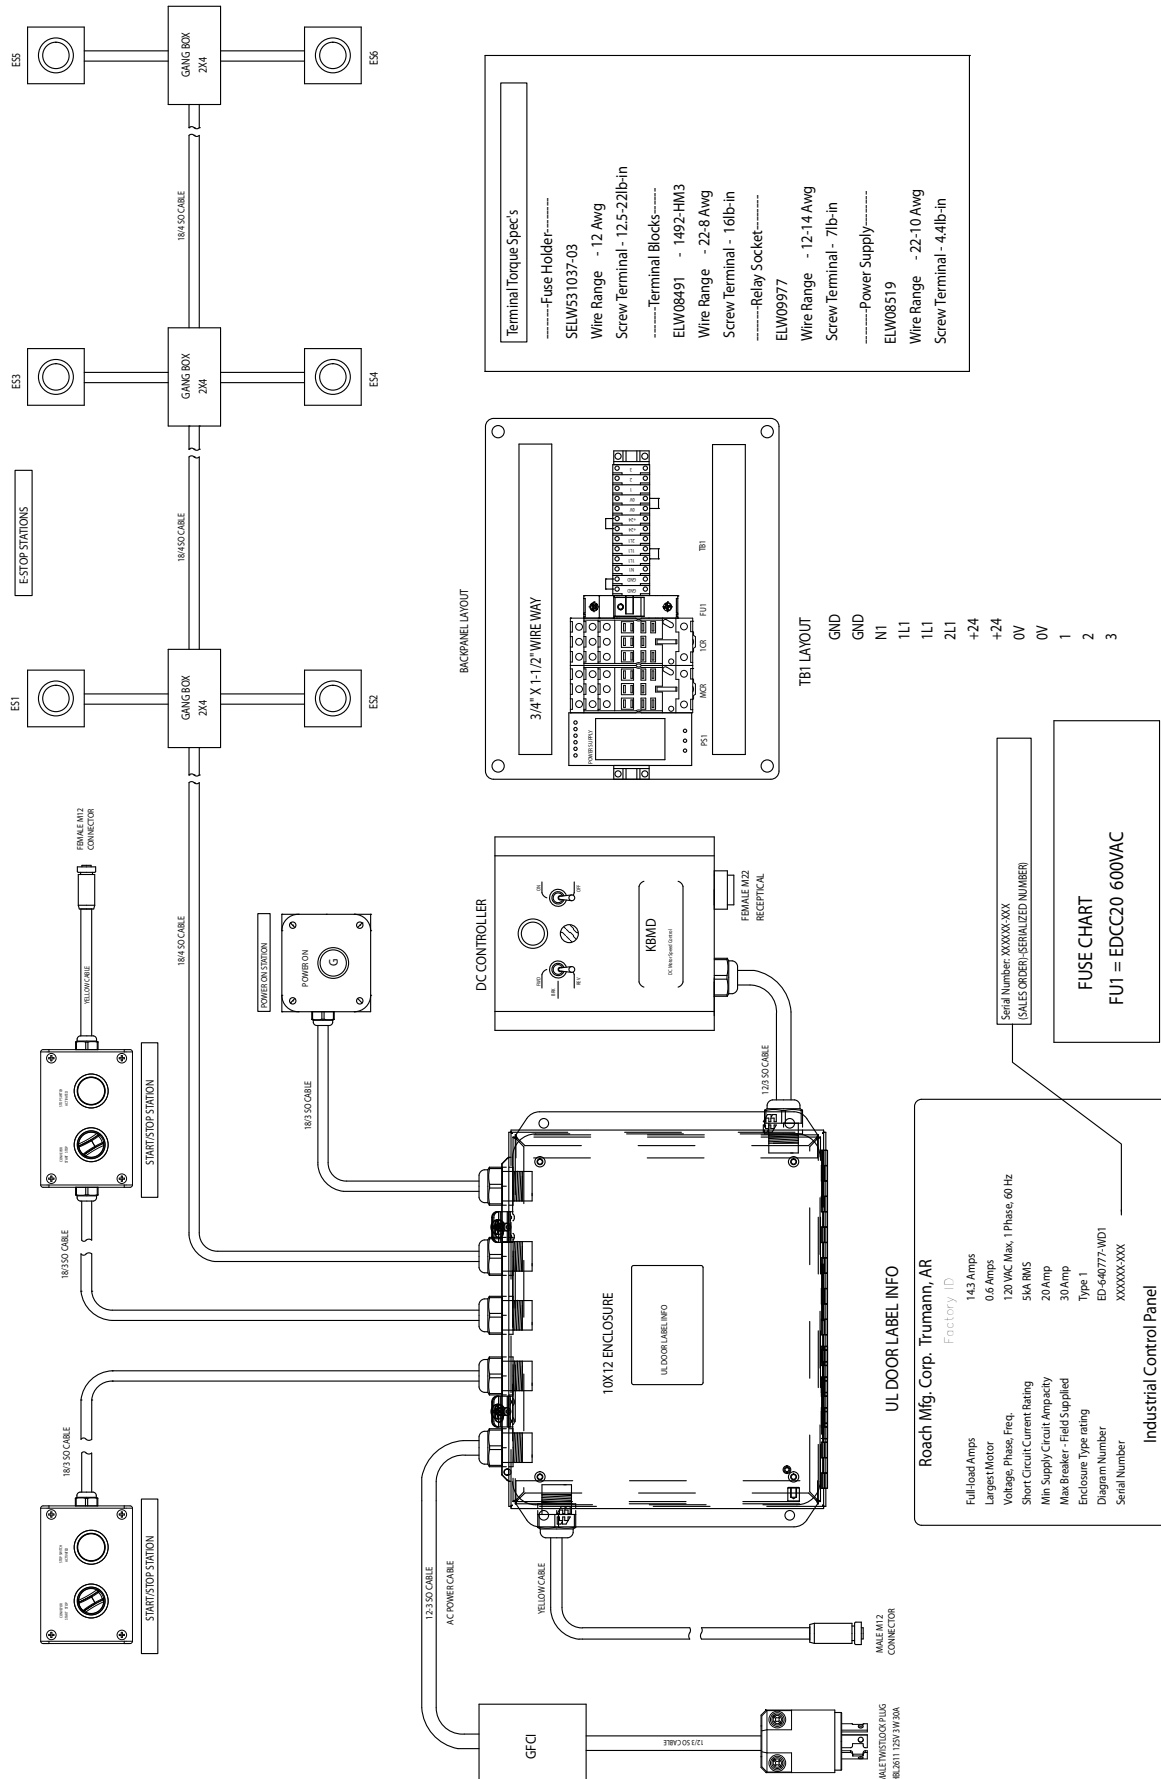 E-STOP STATIONS
ES1
ES2
ES3
ES4
ES5
ES6
GANG BOX
2X4
GANG BOX
2X4
GANG BOX
2X4
18/4 SO CABLE
18/4 SO CABLE
18/4 SO CABLE
START/STOP STATION
START/STOP STATION
18/3 SO CABLE
18/3 SO CABLE
YELLOW CABLE
FEMALE M12
CONNECTOR
POWER ON STATION
POWER ON
G
18/3 SO CABLE
12-3 SO CABLE
AC POWER CABLE
GFCI
12/3 SO CABLE
YELLOW CABLE
MALE M12
CONNECTOR
MALE TWISTLOCK PLUG
HBL2611 125V 3W 30A
10X12 ENCLOSURE
UL DOOR LABEL INFO
DC CONTROLLER
FWD
BRK
REV
ON
OFF
KBMD
DC Motor Speed Control
12/3 SO CABLE
FEMALE M22
RECEPTICAL
BACKPANEL LAYOUT
3/4" X 1-1/2" WIRE WAY
POWER SUPPLY
PS1
MCR
1CR
FU1
TB1
TB1 LAYOUT
GND
GND
N1
1L1
1L1
2L1
+24
+24
0V
0V
1
2
3
Terminal Torque Spec's
--------Fuse Holder--------
SELW531037-03
Wire Range - 12 Awg
Screw Terminal - 12.5-22lb-in
-------Terminal Blocks-------
ELW08491 - 1492-HM3
Wire Range - 22-8 Awg
Screw Terminal - 16lb-in
--------Relay Socket--------
ELW09977
Wire Range - 12-14 Awg
Screw Terminal - 7lb-in
--------Power Supply--------
ELW08519
Wire Range - 22-10 Awg
Screw Terminal - 4.4lb-in
UL DOOR LABEL INFO
Roach Mfg. Corp. Trumann, AR
Factory ID
Full-load Amps 14.3 Amps
Largest Motor 0.6 Amps
Voltage, Phase, Freq. 120 VAC Max, 1 Phase, 60 Hz
Short Circuit Current Rating 5kA RMS
Min Supply Circuit Ampacity 20 Amp
Max Breaker - Field Supplied 30 Amp
Enclosure Type rating Type 1
Diagram Number ED-640777-WD1
Serial Number XXXXXX-XXX
Industrial Control Panel
Serial Number: XXXXXX-XXX
(SALES ORDER)-(SERIALIZED NUMBER)
FUSE CHART
FU1 = EDCC20 600VAC